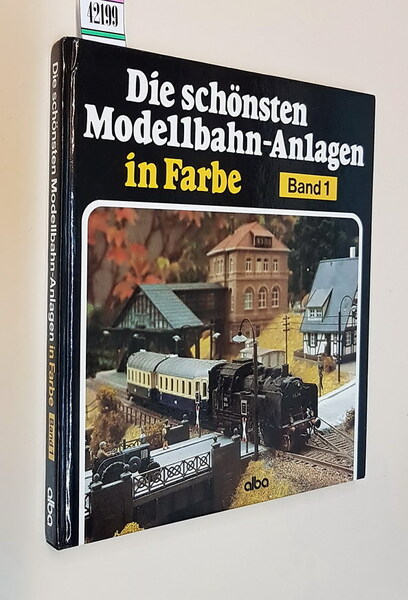 42199
Die schönsten
Modellbahn-Anlagen
in Farbe
Band 1
alba
Die schönsten Modellbahn-Anlagen in Farbe Band 1
alba